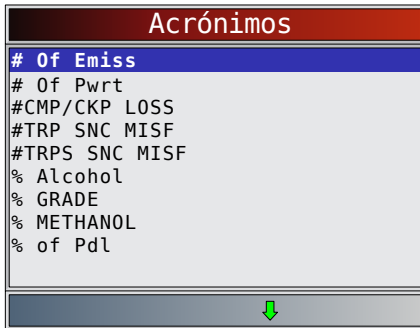 Acrónimos
# Of Emiss
# Of Pwrt
#CMP/CKP LOSS
#TRP SNC MISF
#TRPS SNC MISF
% Alcohol
% GRADE
% METHANOL
% of Pdl